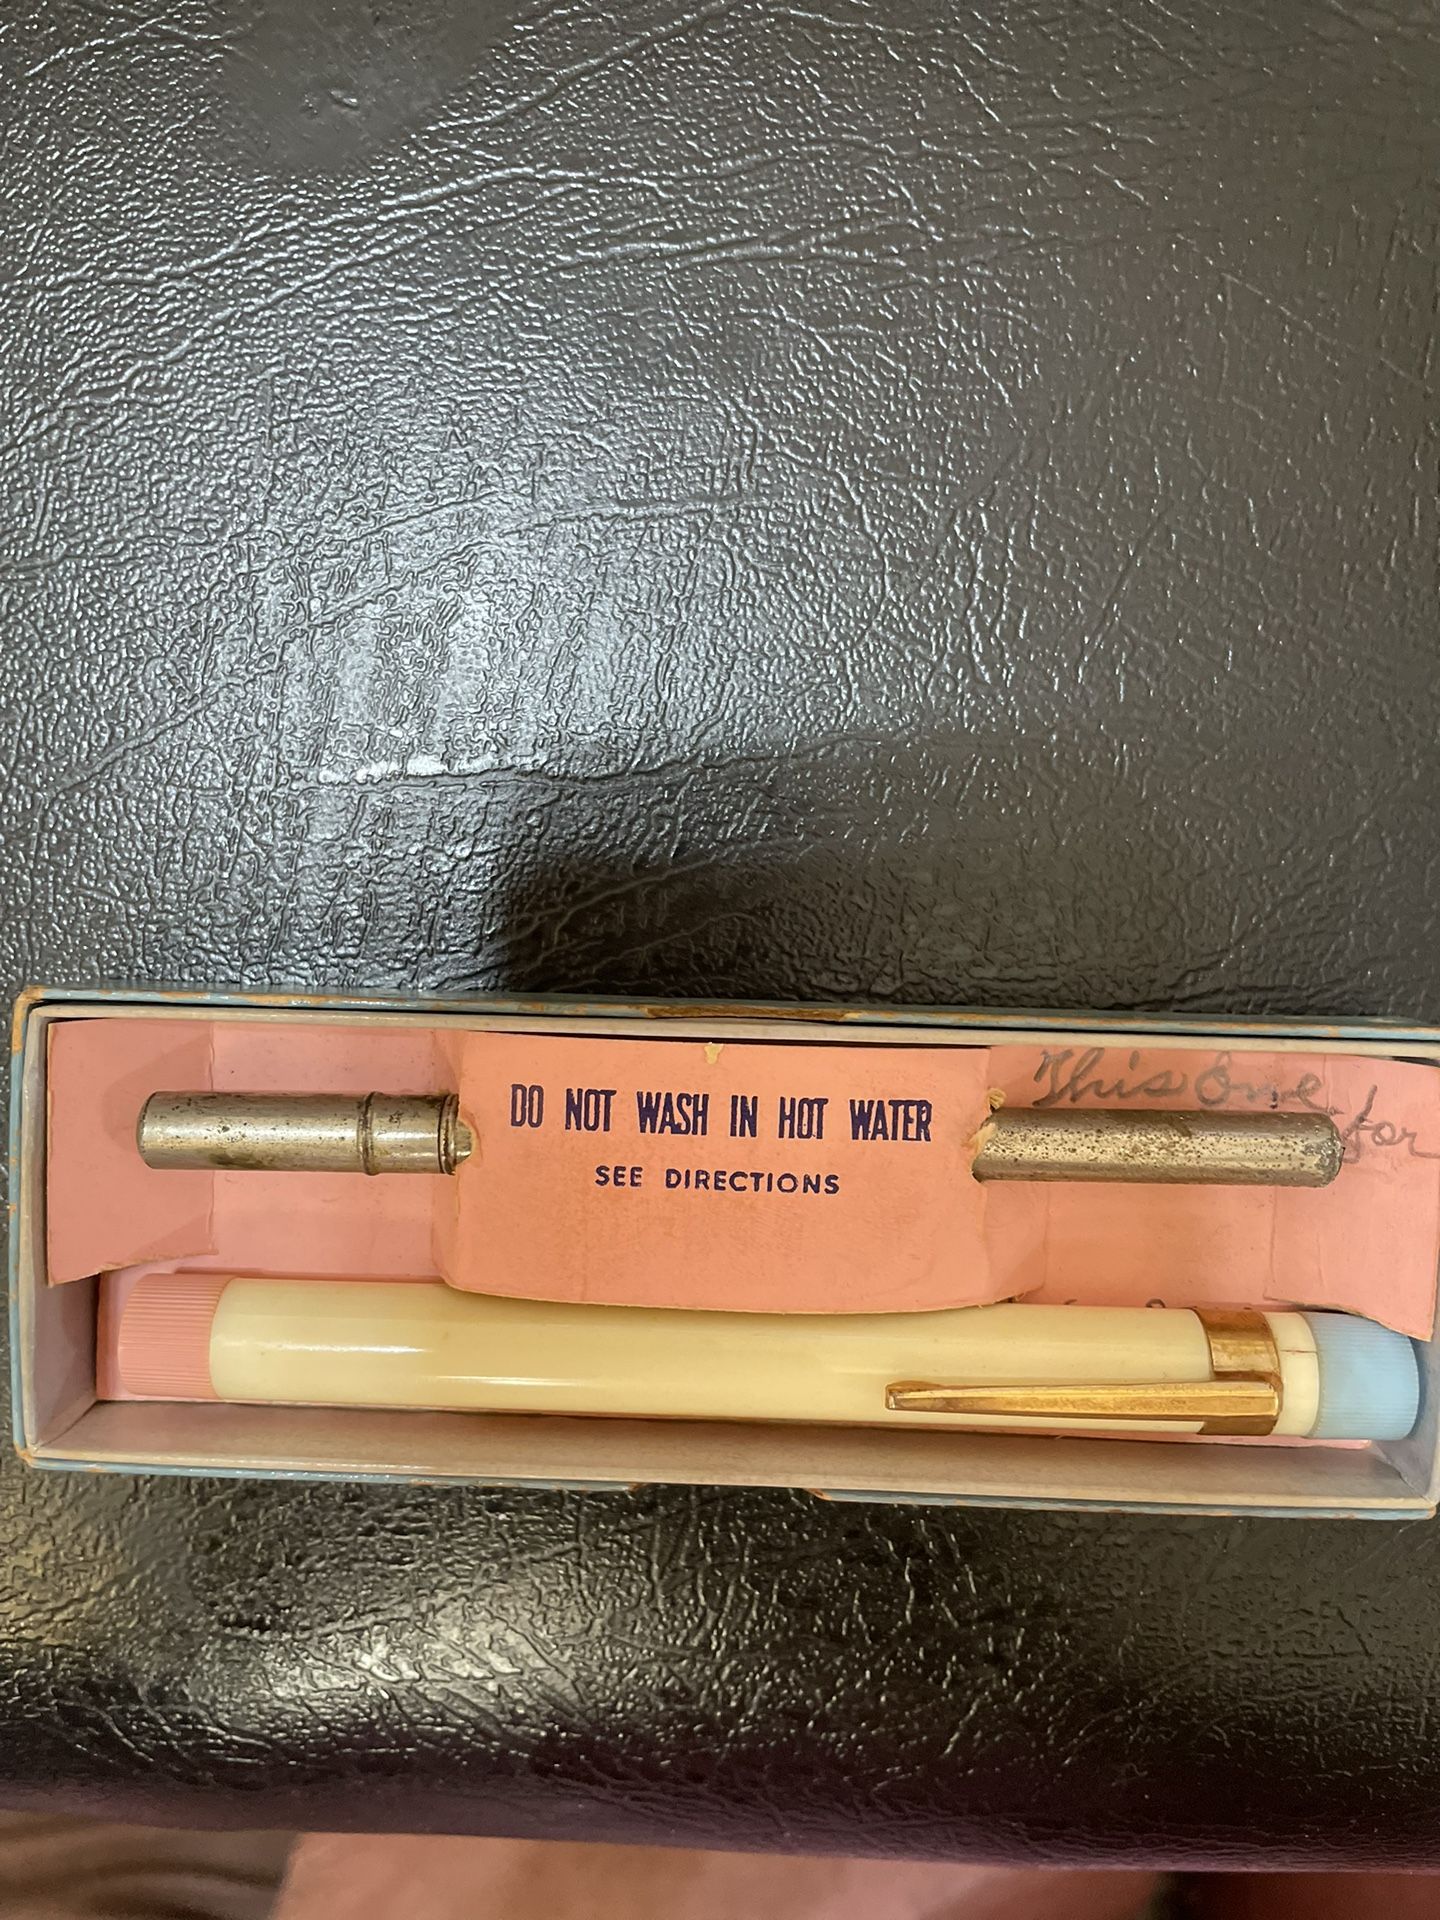 DO NOT WASH IN HOT WATER
SEE DIRECTIONS
This One
for